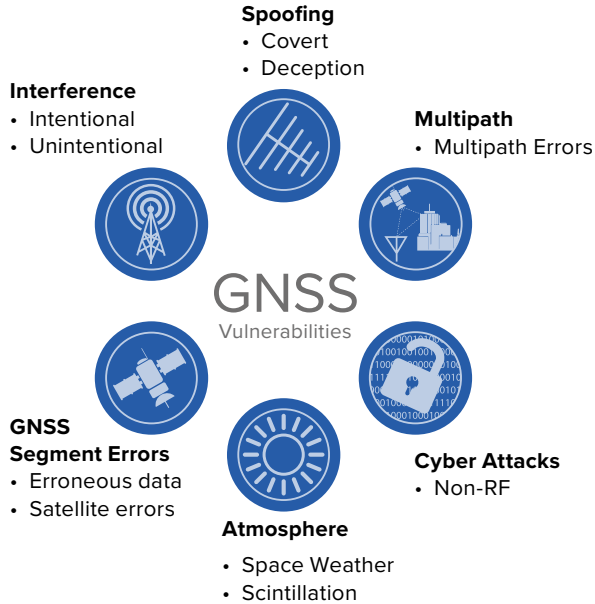 Spoofing
• Covert
• Deception
Interference
• Intentional
• Unintentional
Multipath
• Multipath Errors
GNSS
Vulnerabilities
GNSS
Segment Errors
• Erroneous data
• Satellite errors
Cyber Attacks
• Non-RF
Atmosphere
• Space Weather
• Scintillation